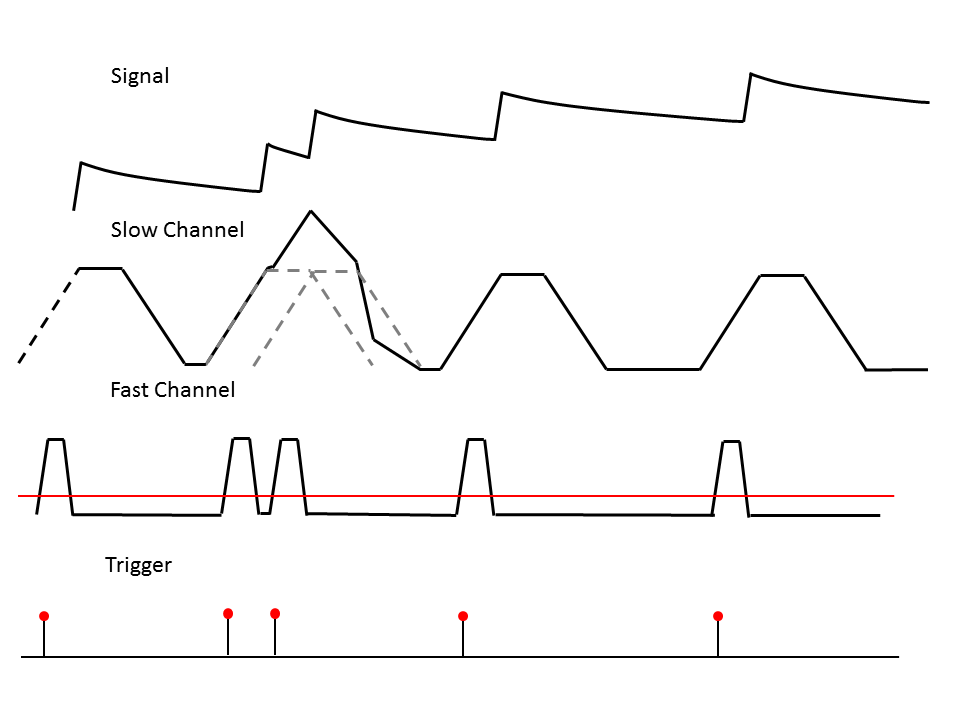 Signal
Slow Channel
Fast Channel
Trigger